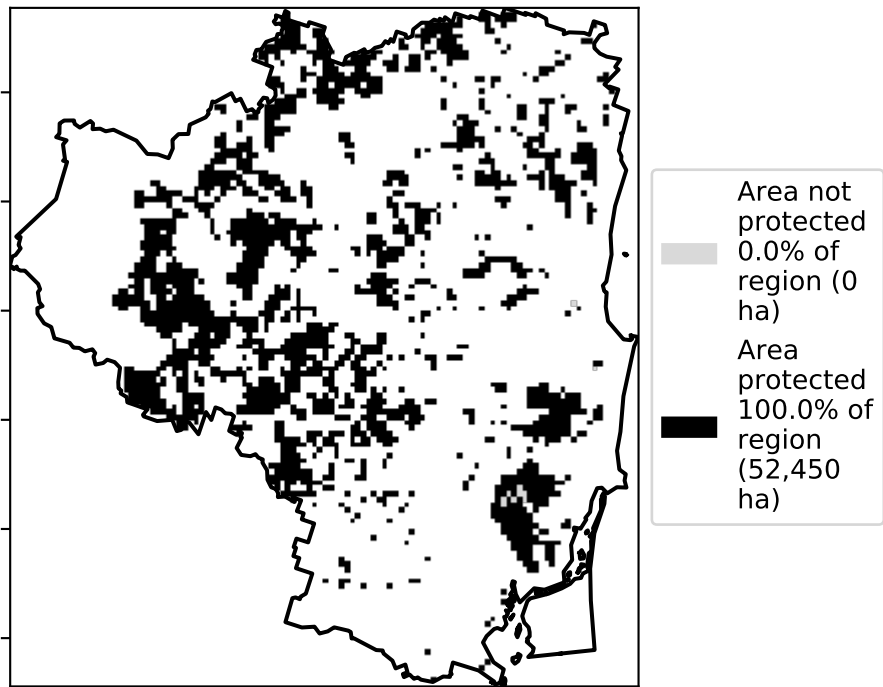 Area not
protected
0.0% of
region (0
ha)
Area
protected
100.0% of
region
(52,450
ha)